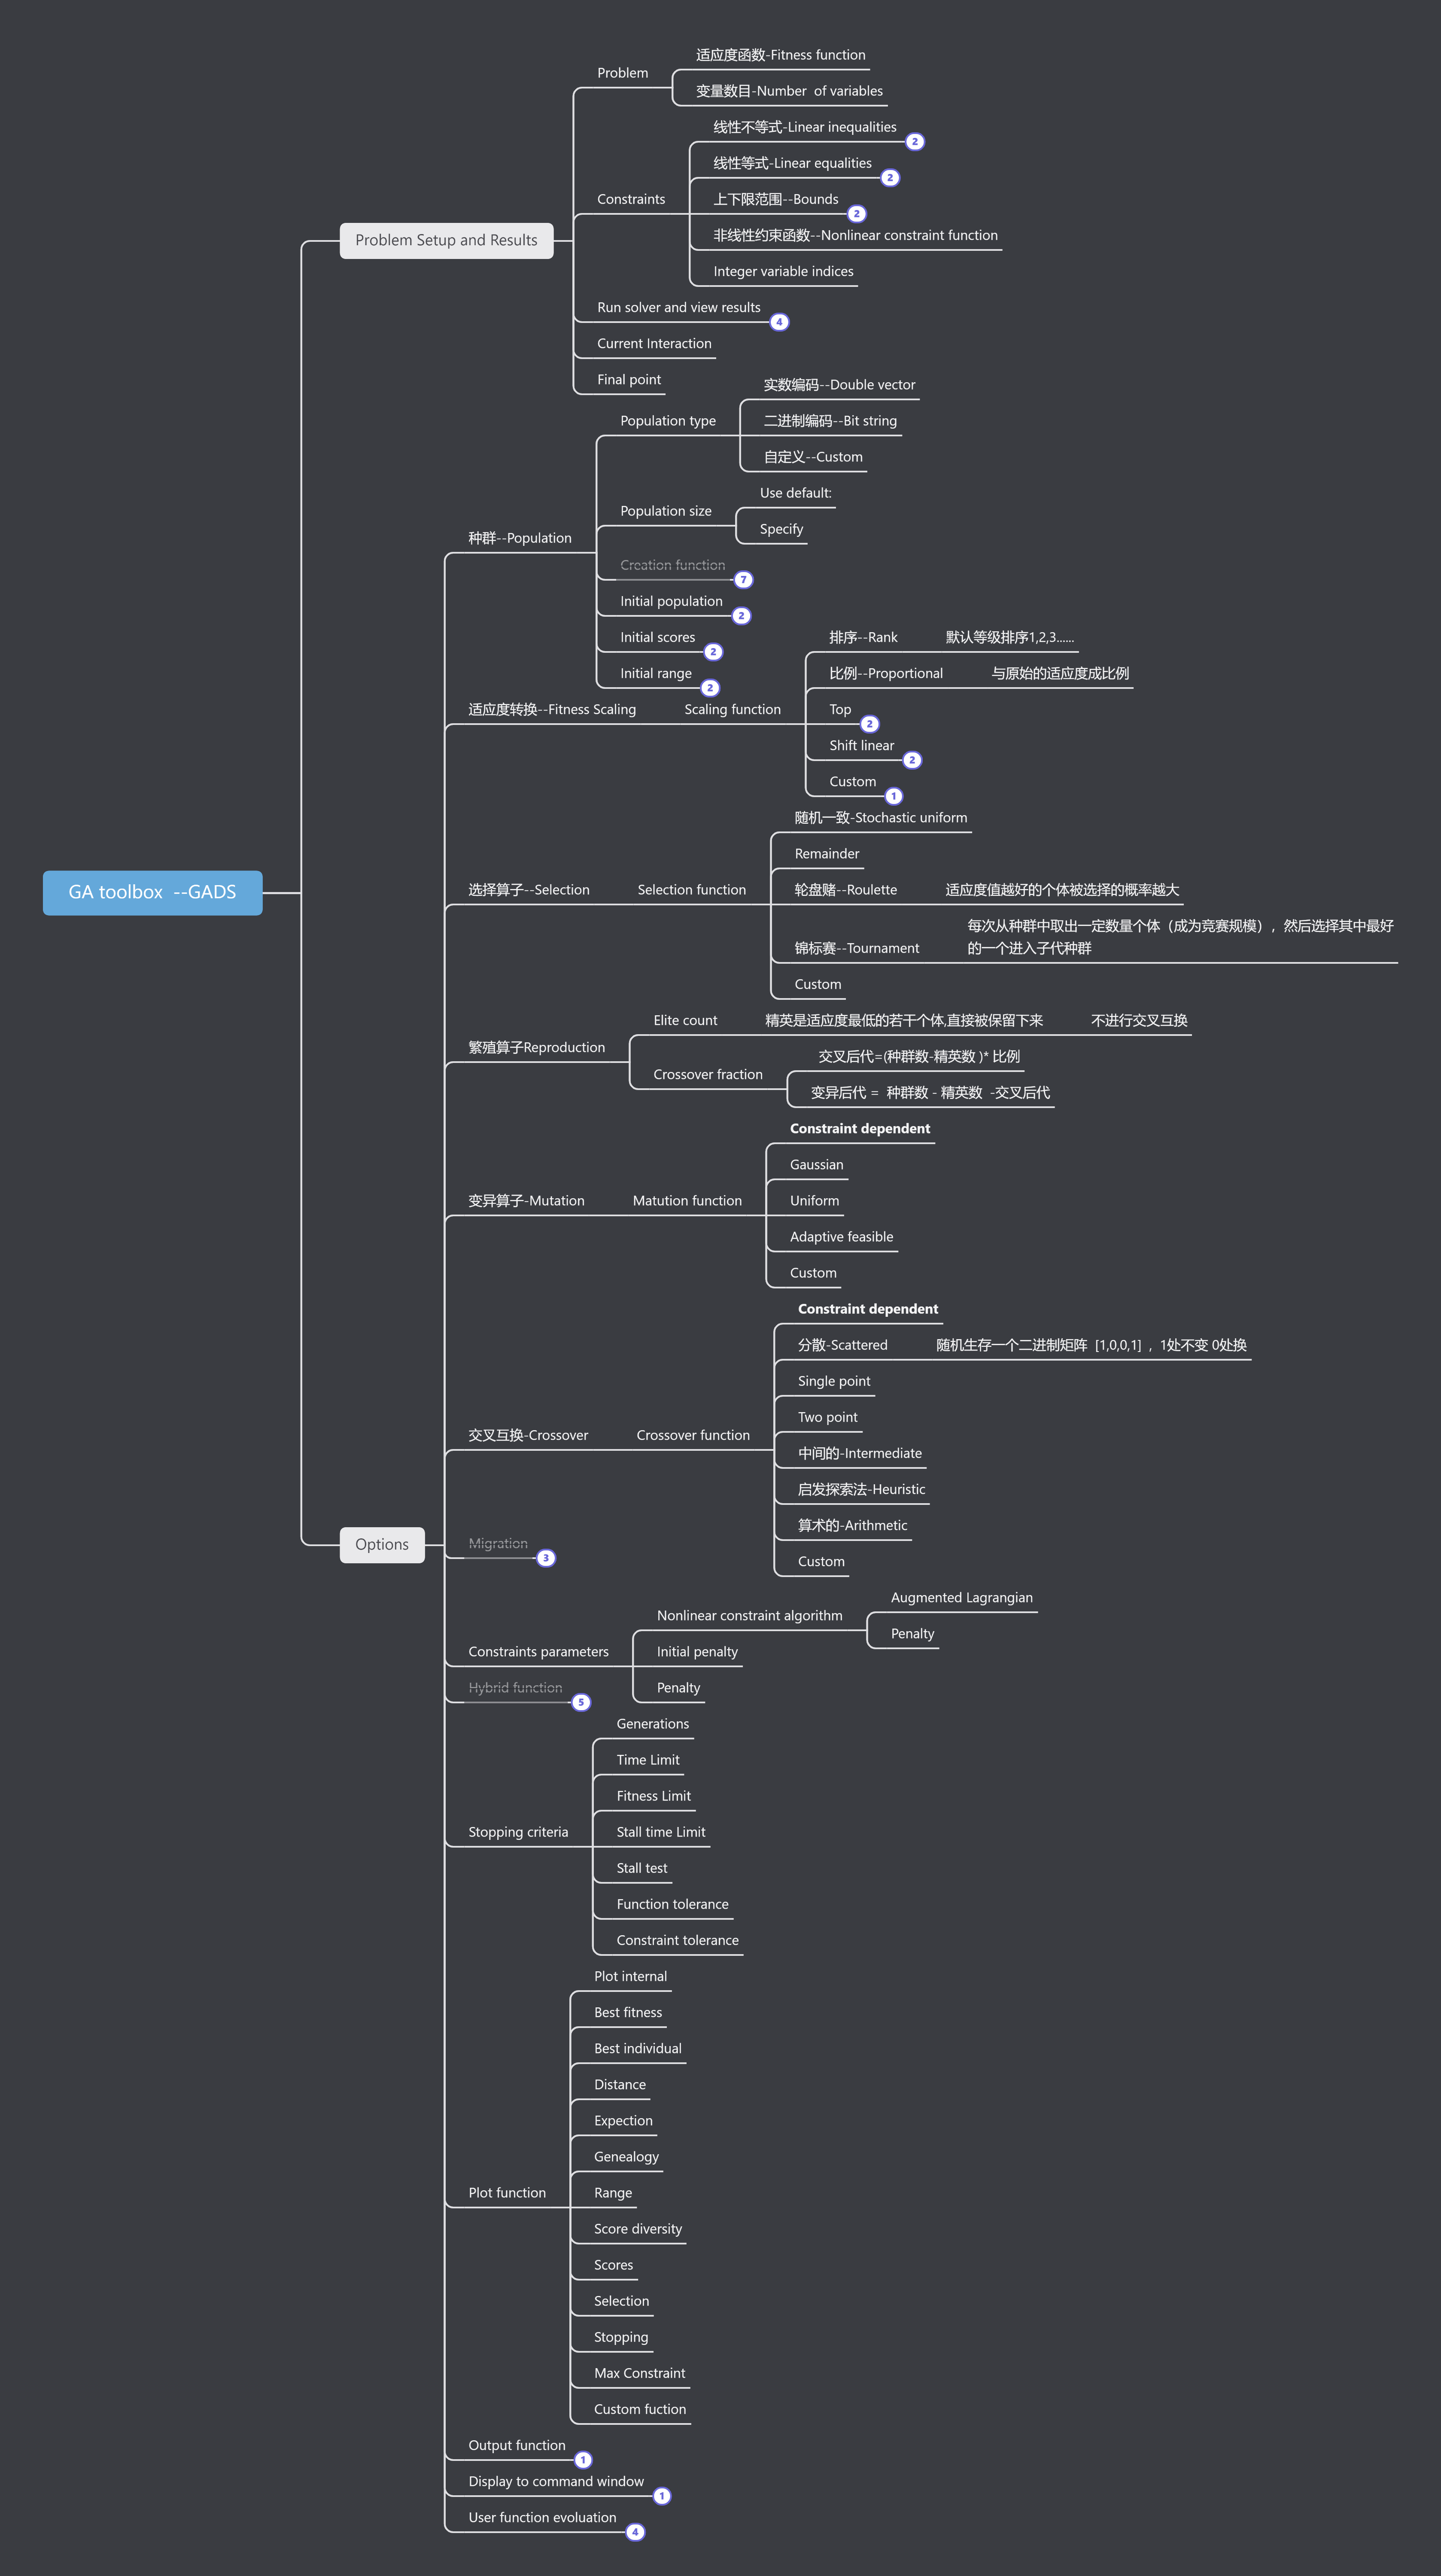 适应度函数-Fitness function
Problem
变量数目-Number  of variables
线性不等式-Linear inequalities
2
线性等式-Linear equalities
2
Constraints
上下限范围--Bounds
2
非线性约束函数--Nonlinear constraint function
Problem Setup and Results
Integer variable indices
Run solver and view results
4
Current Interaction
Final point
实数编码--Double vector
Population type
二进制编码--Bit string
自定义--Custom
Use default:
Population size
Specify
种群--Population
Creation function
7
Initial population
2
Initial scores
2
Initial range
2
排序--Rank
默认等级排序1,2,3......
比例--Proportional
与原始的适应度成比例
适应度转换--Fitness Scaling
Scaling function
Top
2
Shift linear
2
Custom
1
随机一致-Stochastic uniform
Remainder
GA toolbox  --GADS
选择算子--Selection
Selection function
轮盘赌--Roulette
适应度值越好的个体被选择的概率越大
锦标赛--Tournament
每次从种群中取出一定数量个体（成为竞赛规模），然后选择其中最好
的一个进入子代种群
Custom
Elite count
精英是适应度最低的若干个体,直接被保留下来
不进行交叉互换
繁殖算子Reproduction
Crossover fraction
交叉后代=(种群数-精英数 )* 比例
变异后代 =  种群数 - 精英数  -交叉后代
Constraint dependent
Gaussian
变异算子-Mutation
Matution function
Uniform
Adaptive feasible
Custom
Constraint dependent
分散-Scattered
随机生存一个二进制矩阵  [1,0,0,1]  ,  1处不变 0处换
Single point
Two point
交叉互换-Crossover
Crossover function
中间的-Intermediate
启发探索法-Heuristic
算术的-Arithmetic
Custom
Options
Migration
3
Augmented Lagrangian
Nonlinear constraint algorithm
Penalty
Constraints parameters
Initial penalty
Penalty
Hybrid function
5
Generations
Time Limit
Fitness Limit
Stopping criteria
Stall time Limit
Stall test
Function tolerance
Constraint tolerance
Plot internal
Best fitness
Best individual
Distance
Expection
Genealogy
Plot function
Range
Score diversity
Scores
Selection
Stopping
Max Constraint
Custom fuction
Output function
1
Display to command window
1
User function evoluation
4